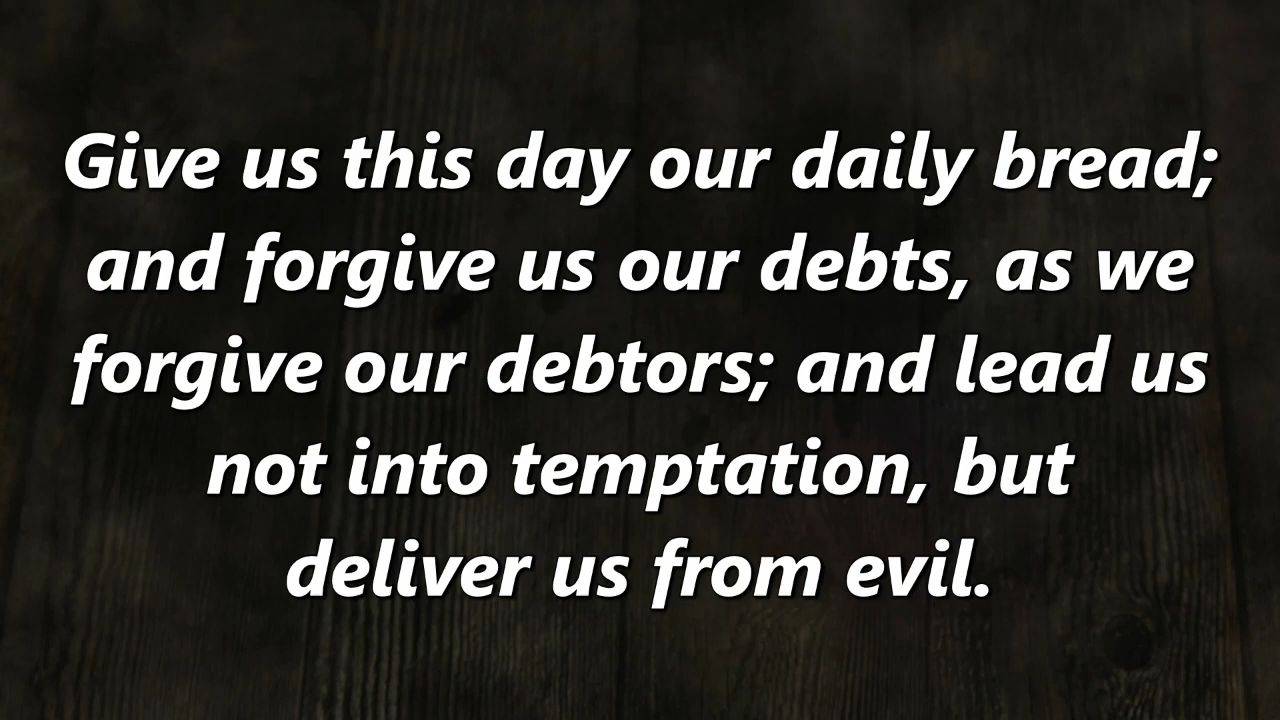 Give us this day our daily bread;
and forgive us our debts, as we
forgive our debtors; and lead us
not into temptation, but
deliver us from evil.